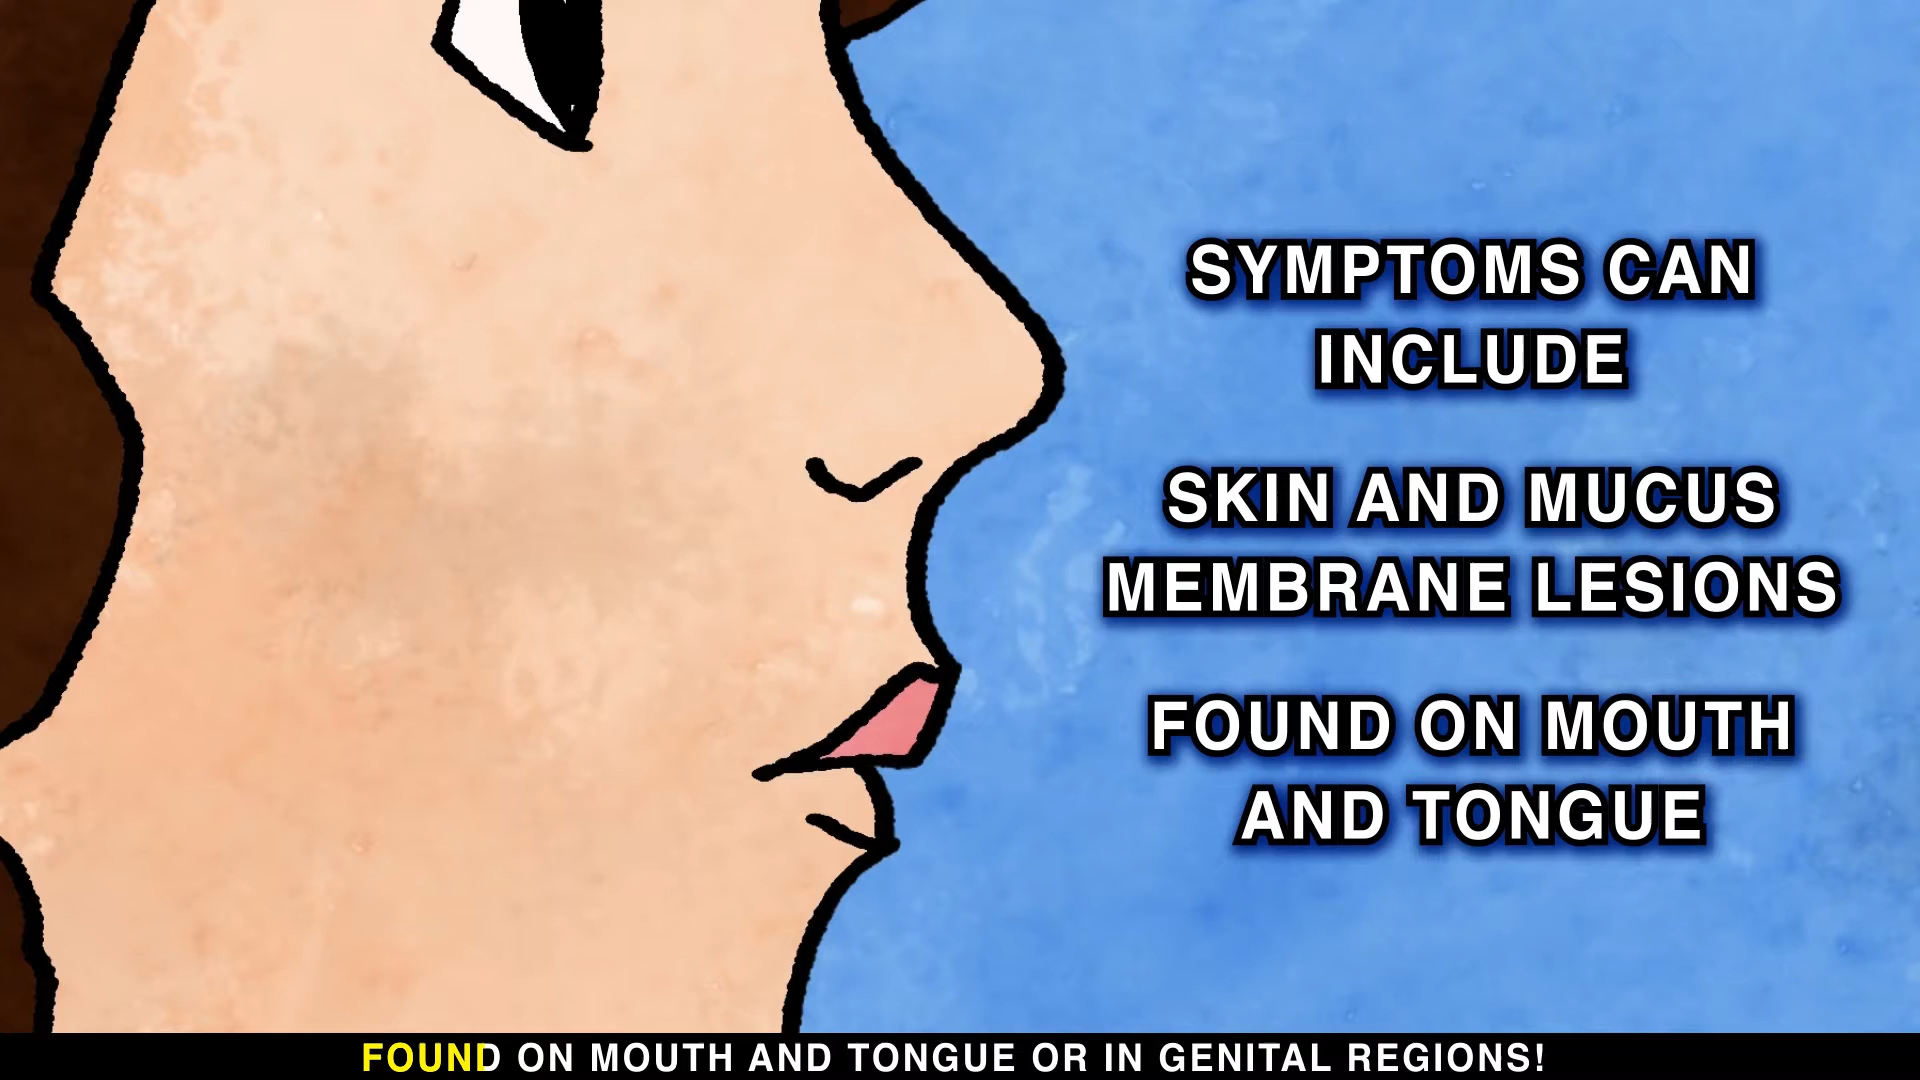 SYMPTOMS CAN
INCLUDE
SKIN AND MUCUS
MEMBRANE LESIONS
FOUND ON MOUTH
AND TONGUE
FOUND ON MOUTH AND TONGUE OR IN GENITAL REGIONS!